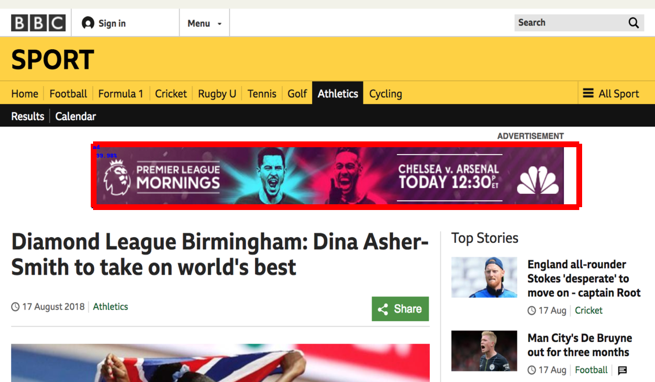 BBC
Sign in
Menu
Search
SPORT
Home Football Formula 1 Cricket Rugby U Tennis Golf Athletics Cycling All Sport
Results Calendar
ADVERTISEMENT
PREMIER LEAGUE
MORNINGS
CHELSEA v. ARSENAL
TODAY 12:30P ET
Diamond League Birmingham: Dina Asher-
Smith to take on world's best
17 August 2018 Athletics
Share
Top Stories
England all-rounder
Stokes 'desperate' to
move on - captain Root
17 Aug Cricket
Man City's De Bruyne
out for three months
17 Aug Football